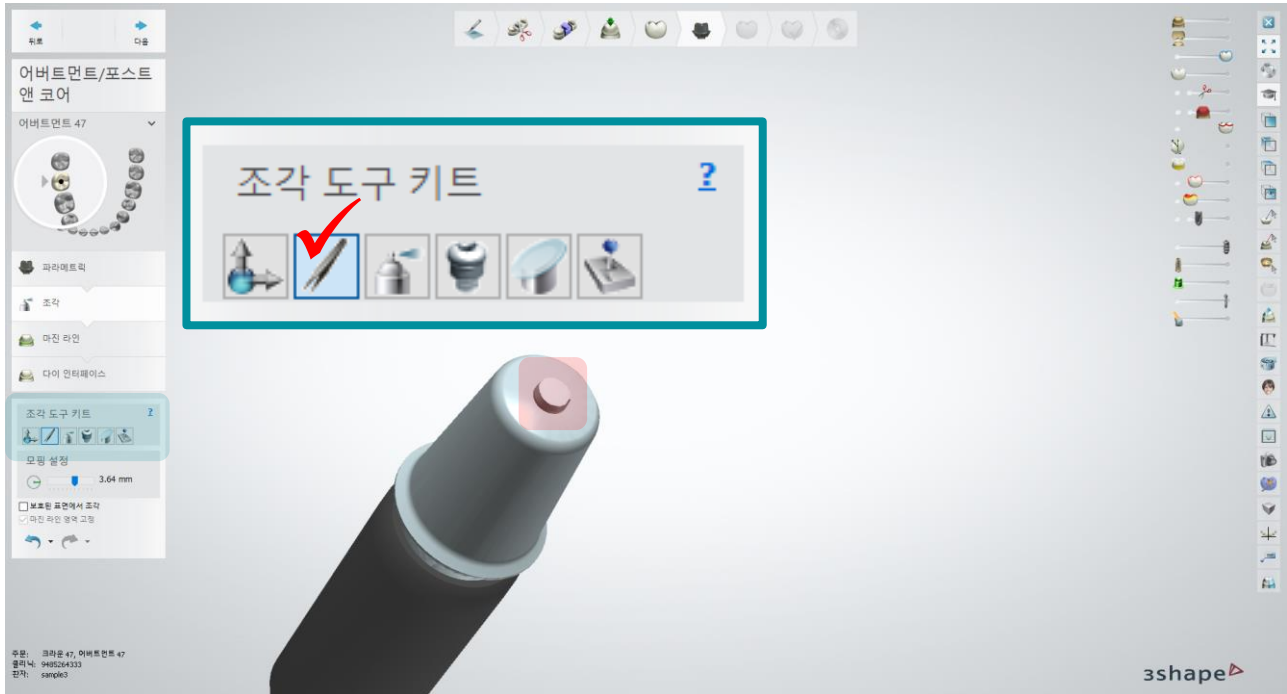 뒤로
다음
어버트먼트/포스트
앤 코어
어버트먼트 47
파라메트릭
조각
마진 라인
다이 인터페이스
조각 도구 키트 ?
모핑 설정
3.64 mm
보호된 표면에서 조각
마진 라인 영역 고정
조각 도구 키트 ?
주문: 크라운 47, 어버트먼트 47
클리닉: 9485264333
환자: sample3
3shape